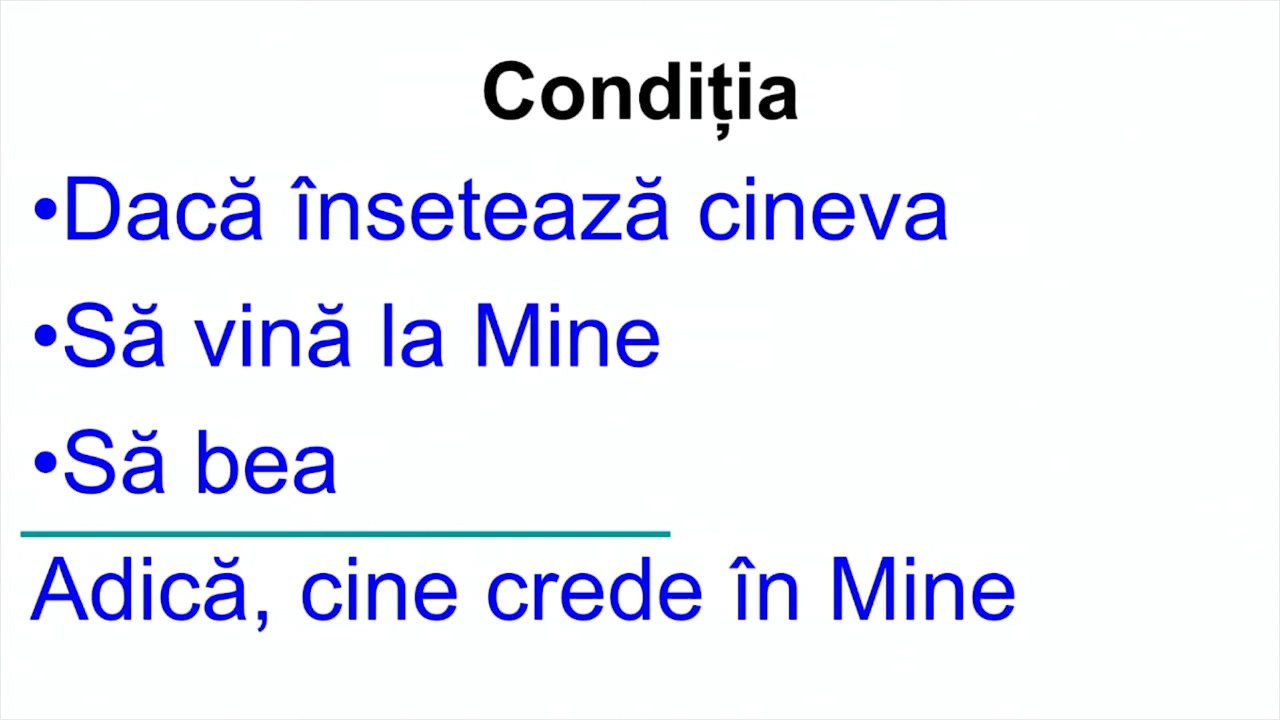 Condiția
•Dacă însetează cineva
•Să vină la Mine
•Să bea
Adică, cine crede în Mine